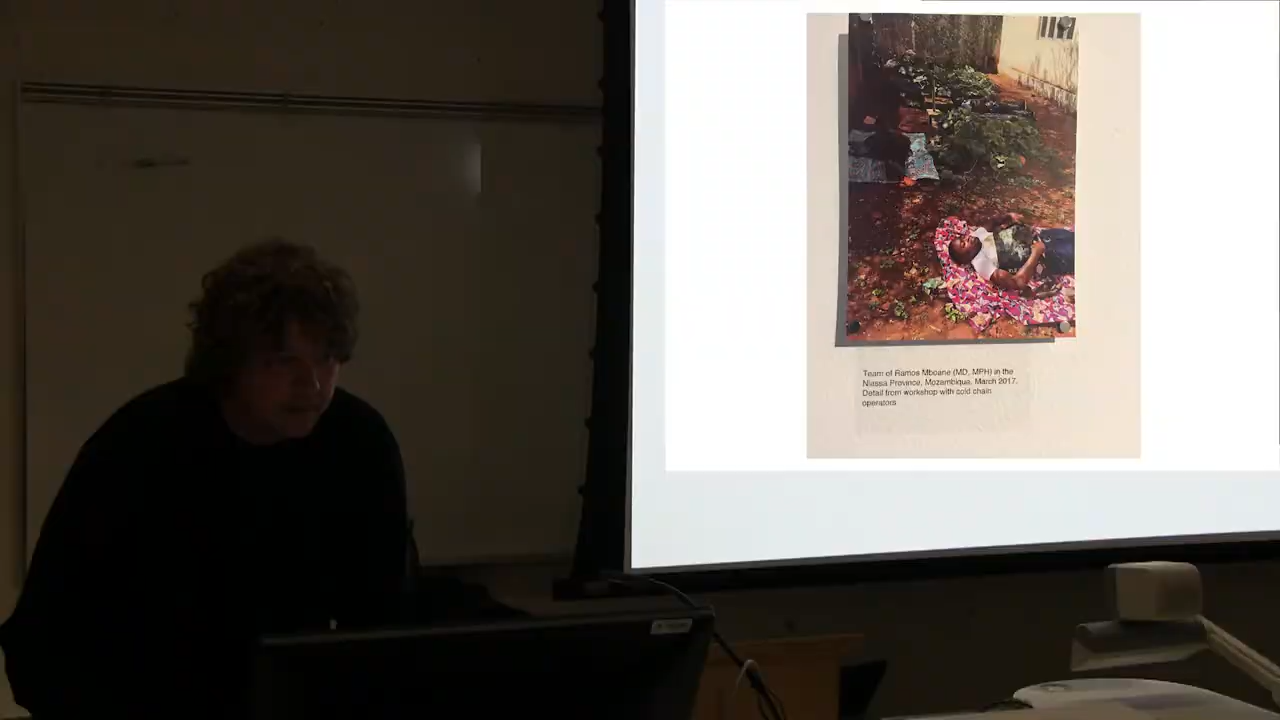 Team of Ramos Mboane (MD, MPH) in the
Niassa Province, Mozambique. March 2017.
Detail from workshop with cold chain
operators